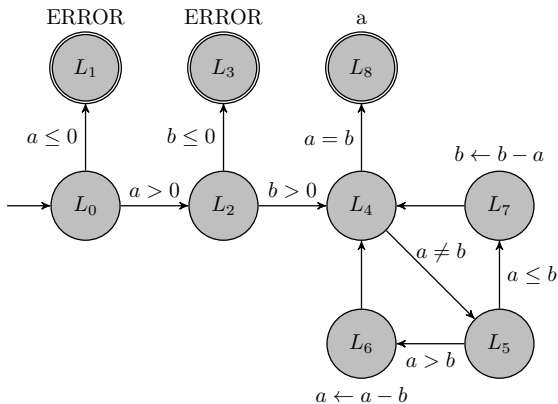 ERROR ERROR a
L₁ L₃ L₈
a ≤ 0 b ≤ 0 a = b b ← b − a
L₀ a > 0 L₂ b > 0 L₄ L₇
a ≠ b
a ≤ b
L₆ a > b L₅
a ← a − b